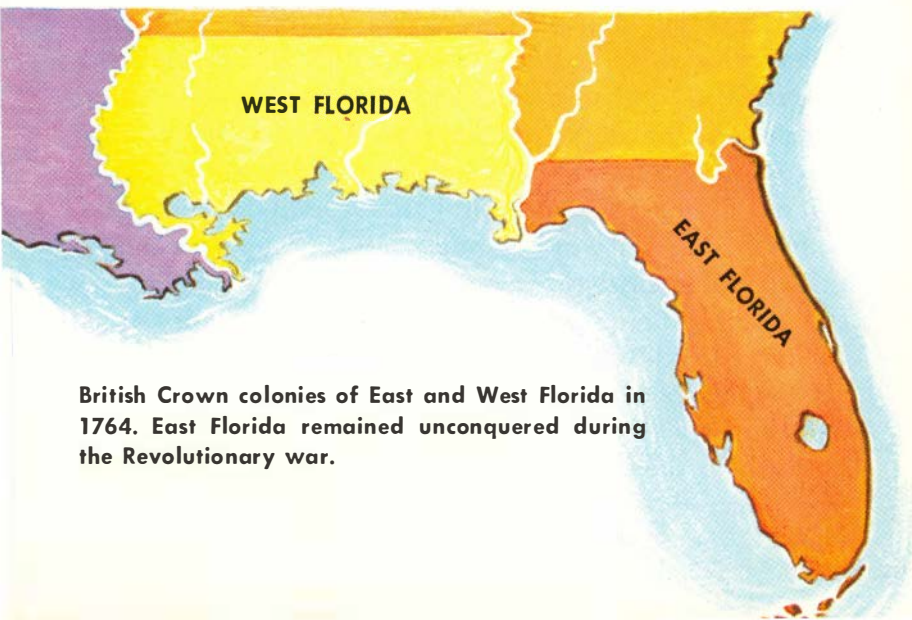 WEST FLORIDA
EAST FLORIDA
British Crown colonies of East and West Florida in
1764. East Florida remained unconquered during
the Revolutionary war.